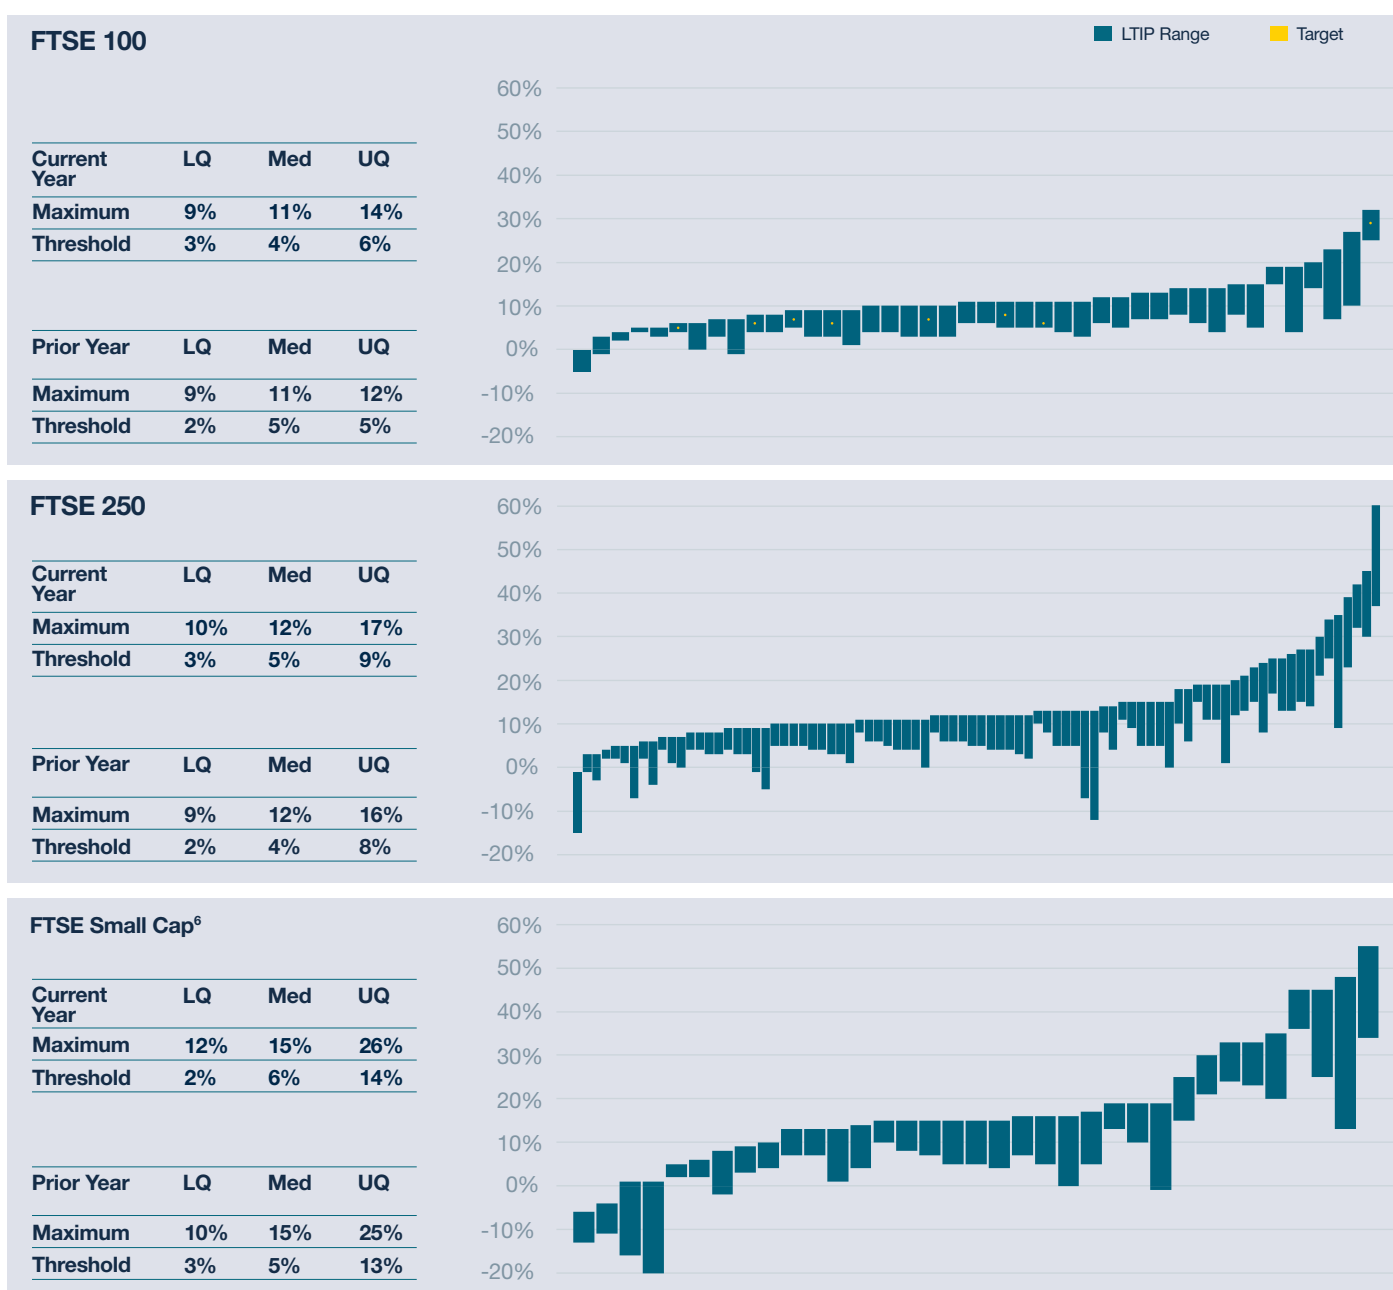 FTSE 100
LTIP Range
Target
Current Year LQ Med UQ
Maximum 9% 11% 14%
Threshold 3% 4% 6%
Prior Year LQ Med UQ
Maximum 9% 11% 12%
Threshold 2% 5% 5%
60%
50%
40%
30%
20%
10%
0%
-10%
-20%
FTSE 250
Current Year LQ Med UQ
Maximum 10% 12% 17%
Threshold 3% 5% 9%
Prior Year LQ Med UQ
Maximum 9% 12% 16%
Threshold 2% 4% 8%
60%
50%
40%
30%
20%
10%
0%
-10%
-20%
FTSE Small Cap⁶
Current Year LQ Med UQ
Maximum 12% 15% 26%
Threshold 2% 6% 14%
Prior Year LQ Med UQ
Maximum 10% 15% 25%
Threshold 3% 5% 13%
60%
50%
40%
30%
20%
10%
0%
-10%
-20%